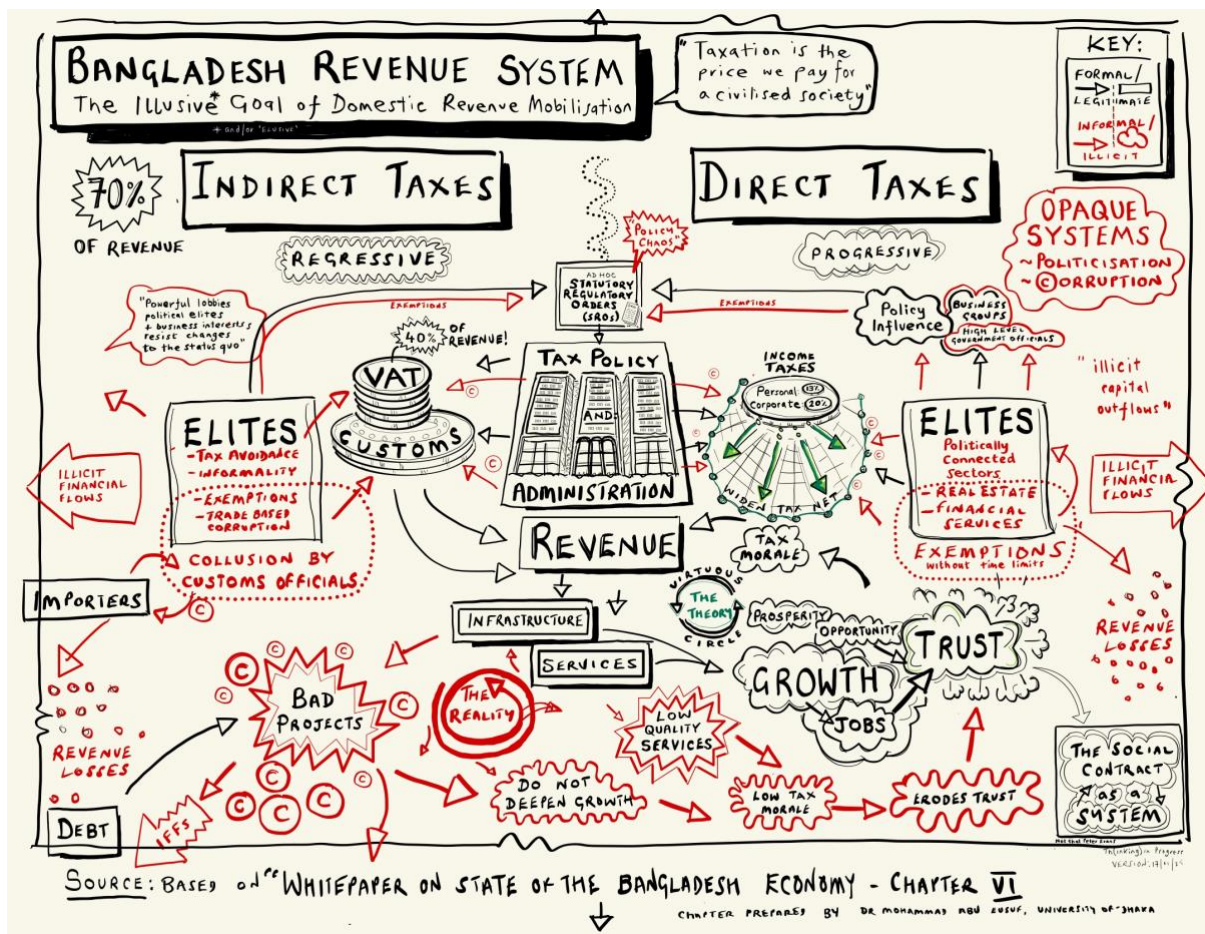 BANGLADESH REVENUE SYSTEM
The Illusive* Goal of Domestic Revenue Mobilisation
* and/or 'Elusive'
"Taxation is the
price we pay for
a civilised society"
KEY:
FORMAL/
LEGITIMATE
INFORMAL/
ILLICIT
70%
OF REVENUE
INDIRECT TAXES
DIRECT TAXES
REGRESSIVE
PROGRESSIVE
"POLICY
CHAOS"
OPAQUE
SYSTEMS
~ POLITICISATION
~ ©ORRUPTION
AD HOC
STATUTORY
REGULATORY
ORDERS
(SROs)
EXEMPTIONS
EXEMPTIONS
"Powerful lobbies
political elites
+ business interests
resist changes
to the status quo"
Policy
Influence
BUSINESS
GROUPS
HIGH LEVEL
GOVERNMENT OFFICIALS
40%
OF
REVENUE!
VAT
CUSTOMS
TAX POLICY
AND:
ADMINISTRATION
INCOME
TAXES
Personal 13%
Corporate 20%
WIDEN TAX NET
"illicit
capital
outflows"
ELITES
- TAX AVOIDANCE
- INFORMALITY
- EXEMPTIONS
- TRADE BASED
CORRUPTION
COLLUSION BY
CUSTOMS OFFICIALS
ELITES
Politically
Connected
Sectors
- REAL ESTATE
- FINANCIAL
SERVICES
EXEMPTIONS
without time limits
ILLICIT
FINANCIAL
FLOWS
ILLICIT
FINANCIAL
FLOWS
IMPORTERS
REVENUE
TAX
MORALE
VIRTUOUS
THE
THEORY
CIRCLE
INFRASTRUCTURE
SERVICES
PROSPERITY
OPPORTUNITY
TRUST
GROWTH
JOBS
REVENUE
LOSSES
REVENUE
LOSSES
BAD
PROJECTS
THE
REALITY
LOW
QUALITY
SERVICES
DO NOT
DEEPEN GROWTH
LOW TAX
MORALE
ERODES TRUST
THE SOCIAL
CONTRACT
as a
SYSTEM
DEBT
IFFS
Th(inking) in Progress
SOURCE: BASED ON "WHITEPAPER ON STATE OF THE BANGLADESH ECONOMY - CHAPTER VI
CHAPTER PREPARED BY DR MOHAMMAD ABU EUSUF, UNIVERSITY OF DHAKA